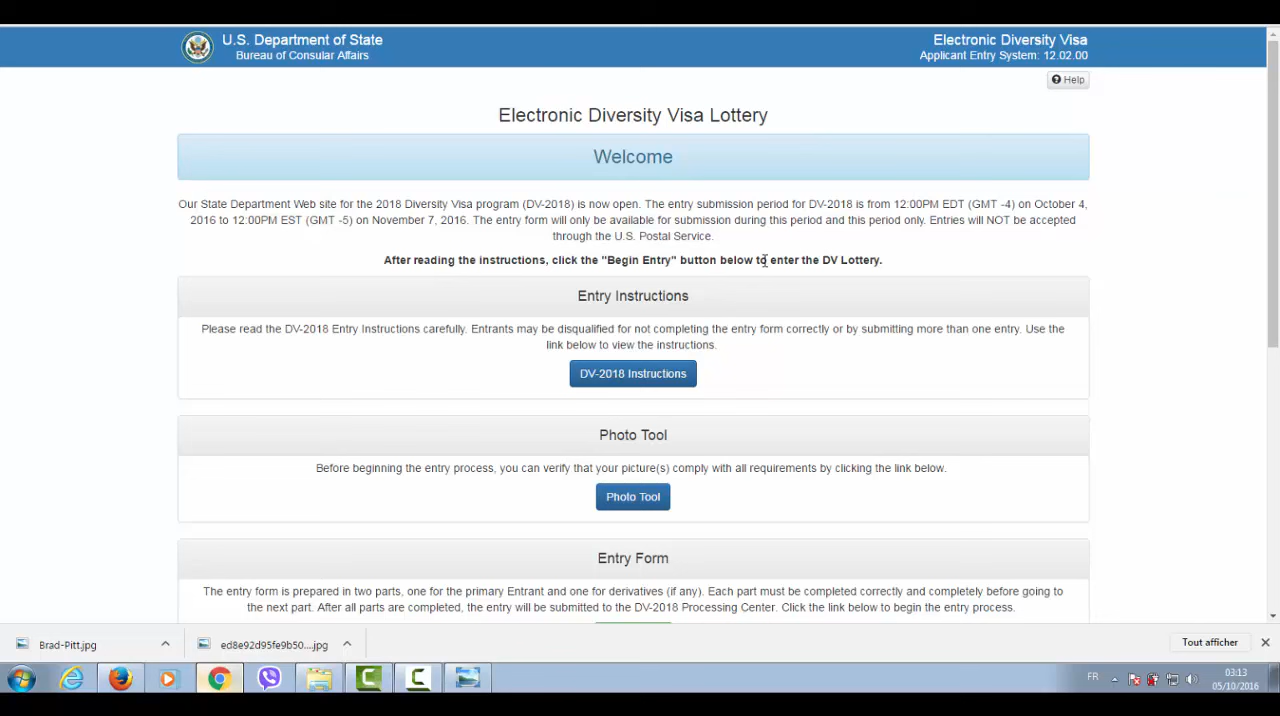 U.S. Department of State
Bureau of Consular Affairs
Electronic Diversity Visa
Applicant Entry System: 12.02.00
Help
Electronic Diversity Visa Lottery
Welcome
Our State Department Web site for the 2018 Diversity Visa program (DV-2018) is now open. The entry submission period for DV-2018 is from 12:00PM EDT (GMT -4) on October 4,
2016 to 12:00PM EST (GMT -5) on November 7, 2016. The entry form will only be available for submission during this period and this period only. Entries will NOT be accepted
through the U.S. Postal Service.
After reading the instructions, click the "Begin Entry" button below to enter the DV Lottery.
Entry Instructions
Please read the DV-2018 Entry Instructions carefully. Entrants may be disqualified for not completing the entry form correctly or by submitting more than one entry. Use the
link below to view the instructions.
DV-2018 Instructions
Photo Tool
Before beginning the entry process, you can verify that your picture(s) comply with all requirements by clicking the link below.
Photo Tool
Entry Form
The entry form is prepared in two parts, one for the primary Entrant and one for derivatives (if any). Each part must be completed correctly and completely before going to
the next part. After all parts are completed, the entry will be submitted to the DV-2018 Processing Center. Click the link below to begin the entry process.
Brad-Pitt.jpg
ed8e92d95fe9b50....jpg
Tout afficher
FR
03:13
05/10/2016